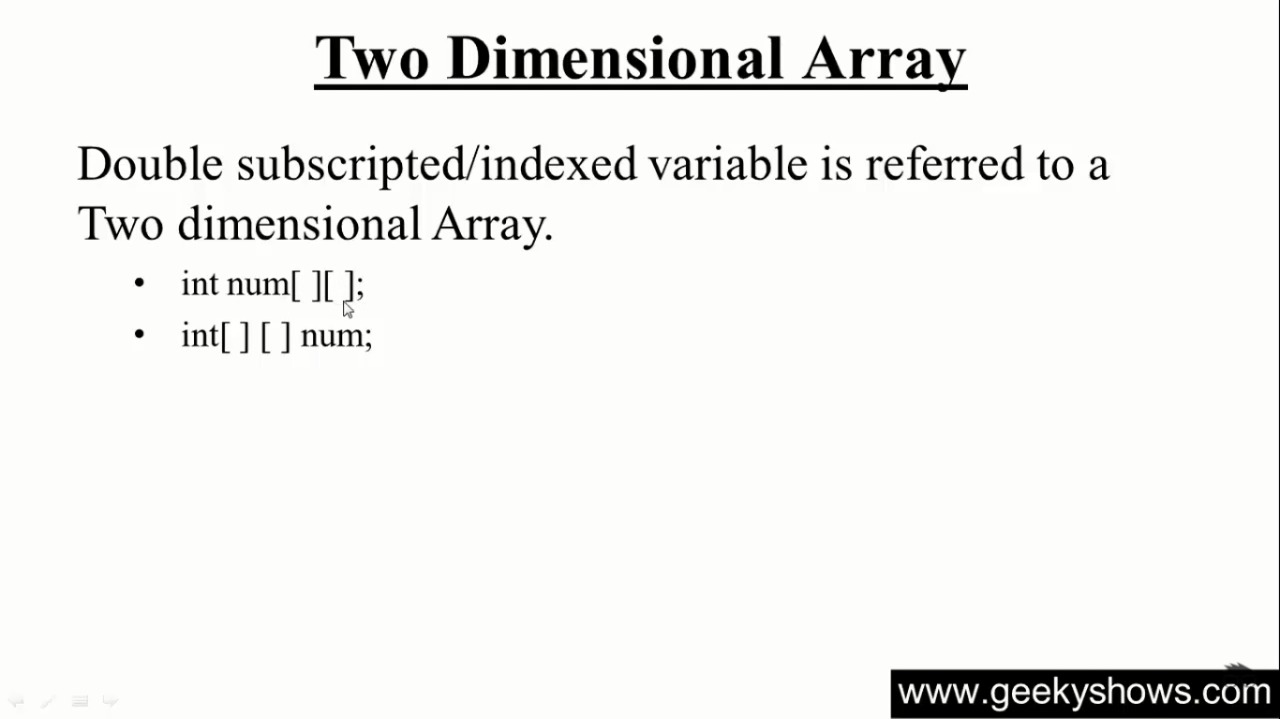 Two Dimensional Array
Double subscripted/indexed variable is referred to a
Two dimensional Array.
• int num[ ][ ];
• int[ ] [ ] num;
www.geekyshows.com